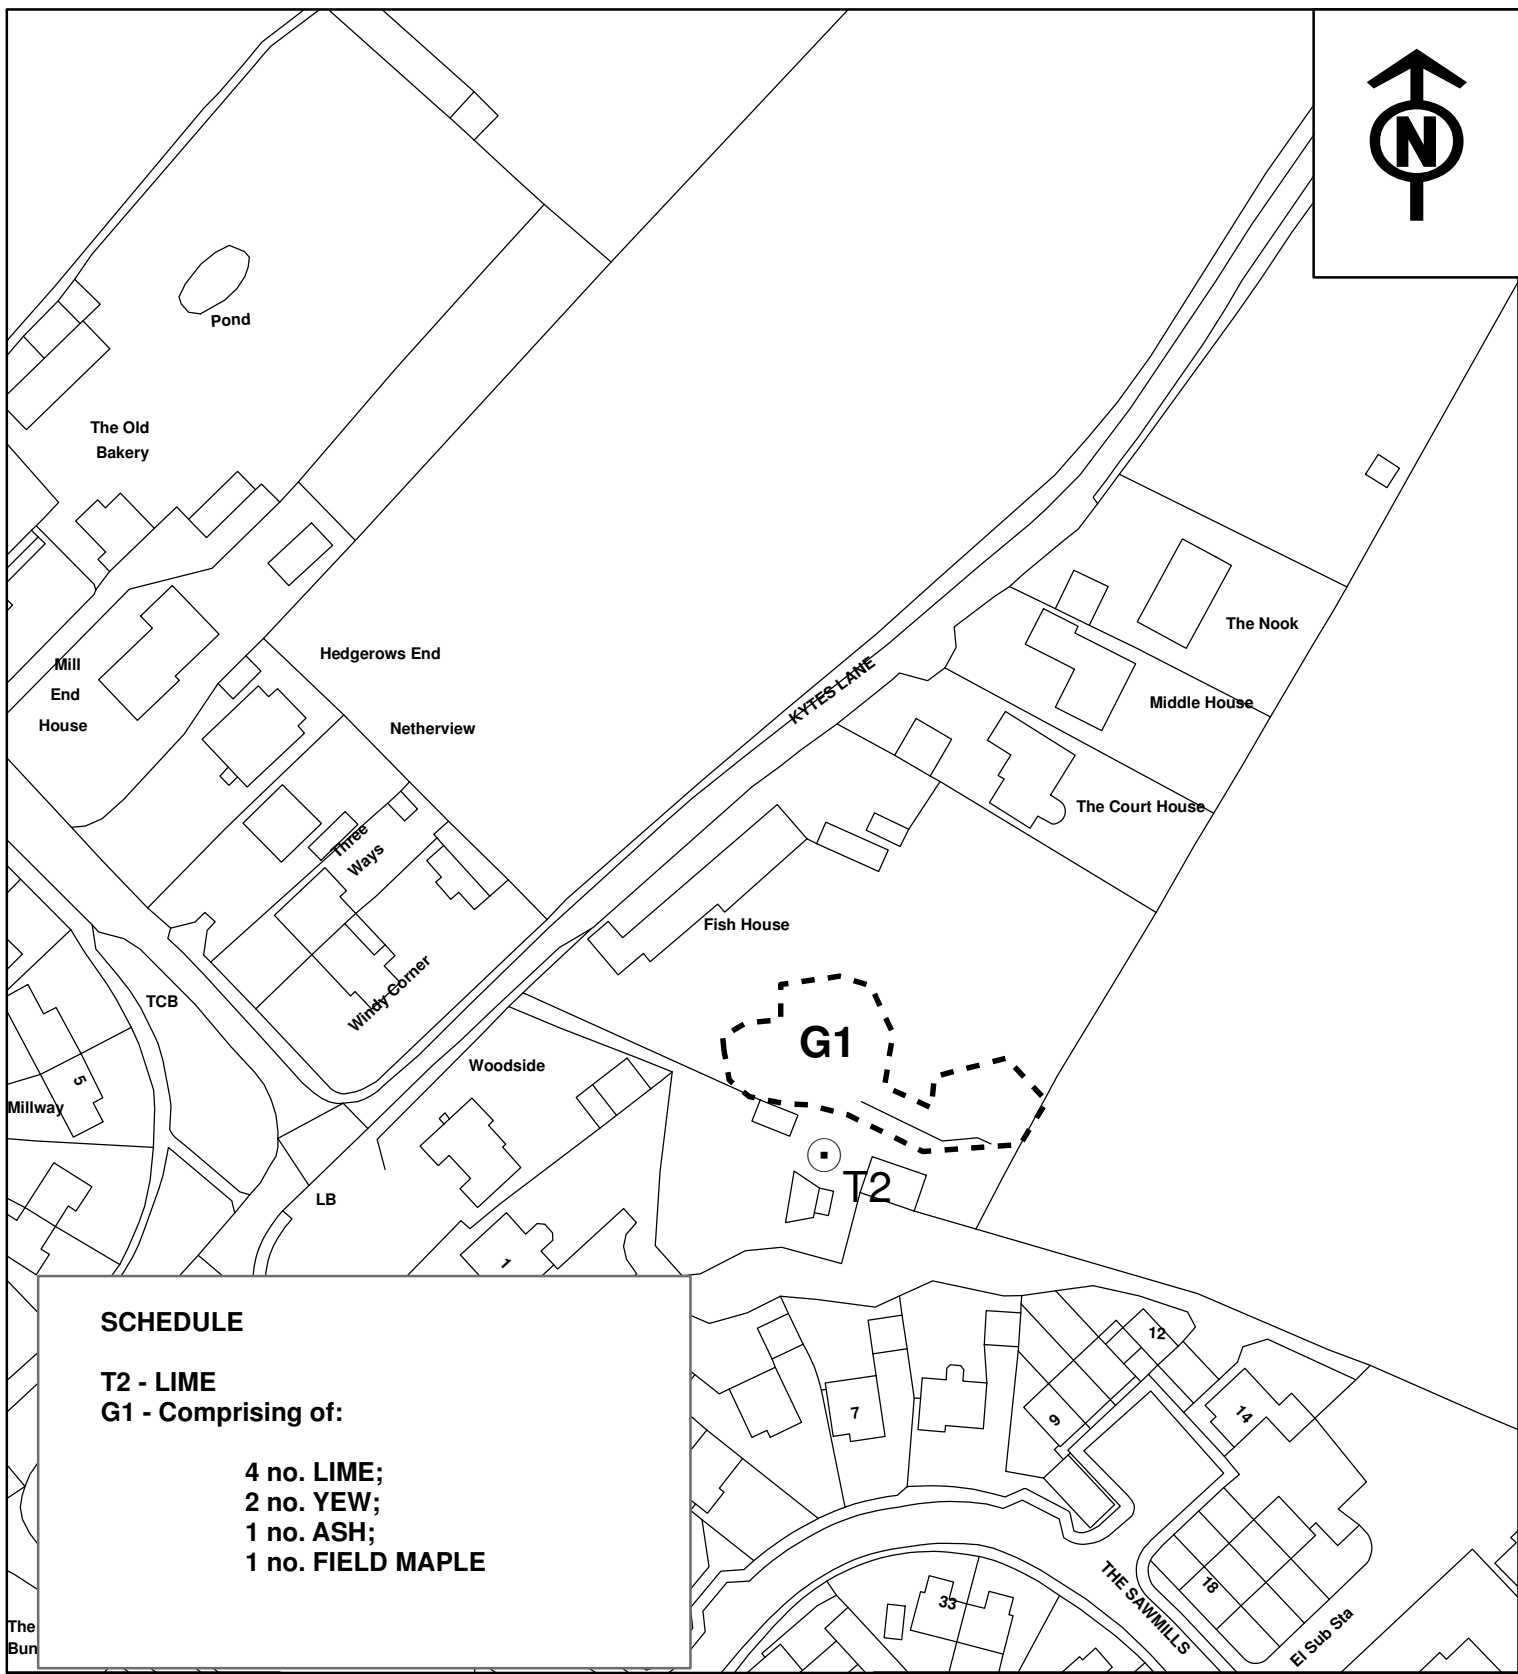 N
Pond
The Old
Bakery
The Nook
Hedgerows End
Mill
End
House
KYTES LANE
Middle House
Netherview
The Court House
Three
Ways
Fish House
Windy Corner
TCB
G1
Woodside
5
Millway
T2
LB
1
12
7
9
14
18
33
THE SAWMILLS
El Sub Sta
The
Bun
SCHEDULE
T2 - LIME
G1 - Comprising of:
4 no. LIME;
2 no. YEW;
1 no. ASH;
1 no. FIELD MAPLE